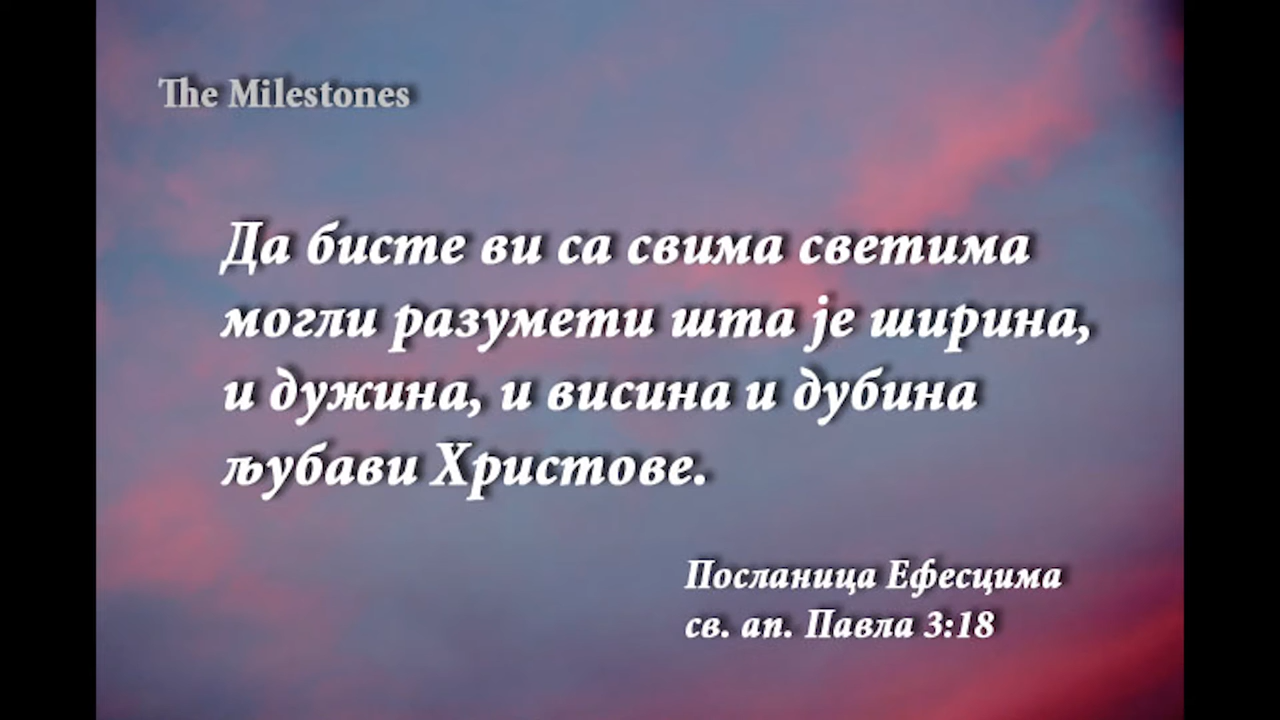 The Milestones
Да бисте ви са свима светима
могли разумети шта је ширина,
и дужина, и висина и дубина
љубави Христове.
Посланица Ефесцима
св. ап. Павла 3:18